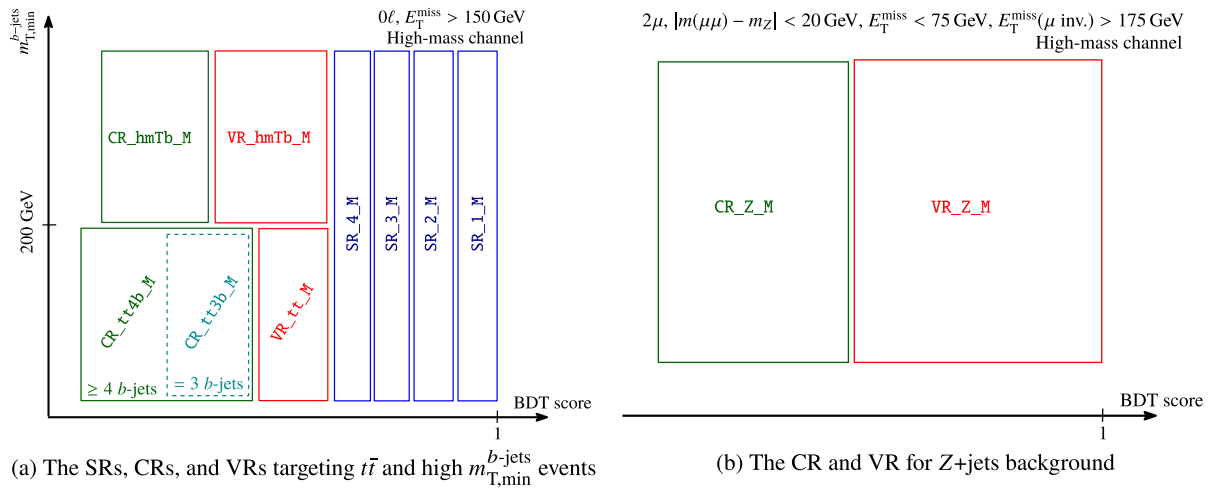 m_{T,min}^{b-jets}
0ℓ, E_T^miss > 150 GeV
High-mass channel
CR_hmTb_M
VR_hmTb_M
200 GeV
SR_4_M
SR_3_M
SR_2_M
SR_1_M
CR_tt4b_M
CR_tt3b_M
VR_tt_M
≥ 4 b-jets
= 3 b-jets
BDT score
1
(a) The SRs, CRs, and VRs targeting tt̄ and high m_{T,min}^{b-jets} events
2μ, |m(μμ) − m_Z| < 20 GeV, E_T^miss < 75 GeV, E_T^miss(μ inv.) > 175 GeV
High-mass channel
CR_Z_M
VR_Z_M
BDT score
1
(b) The CR and VR for Z+jets background